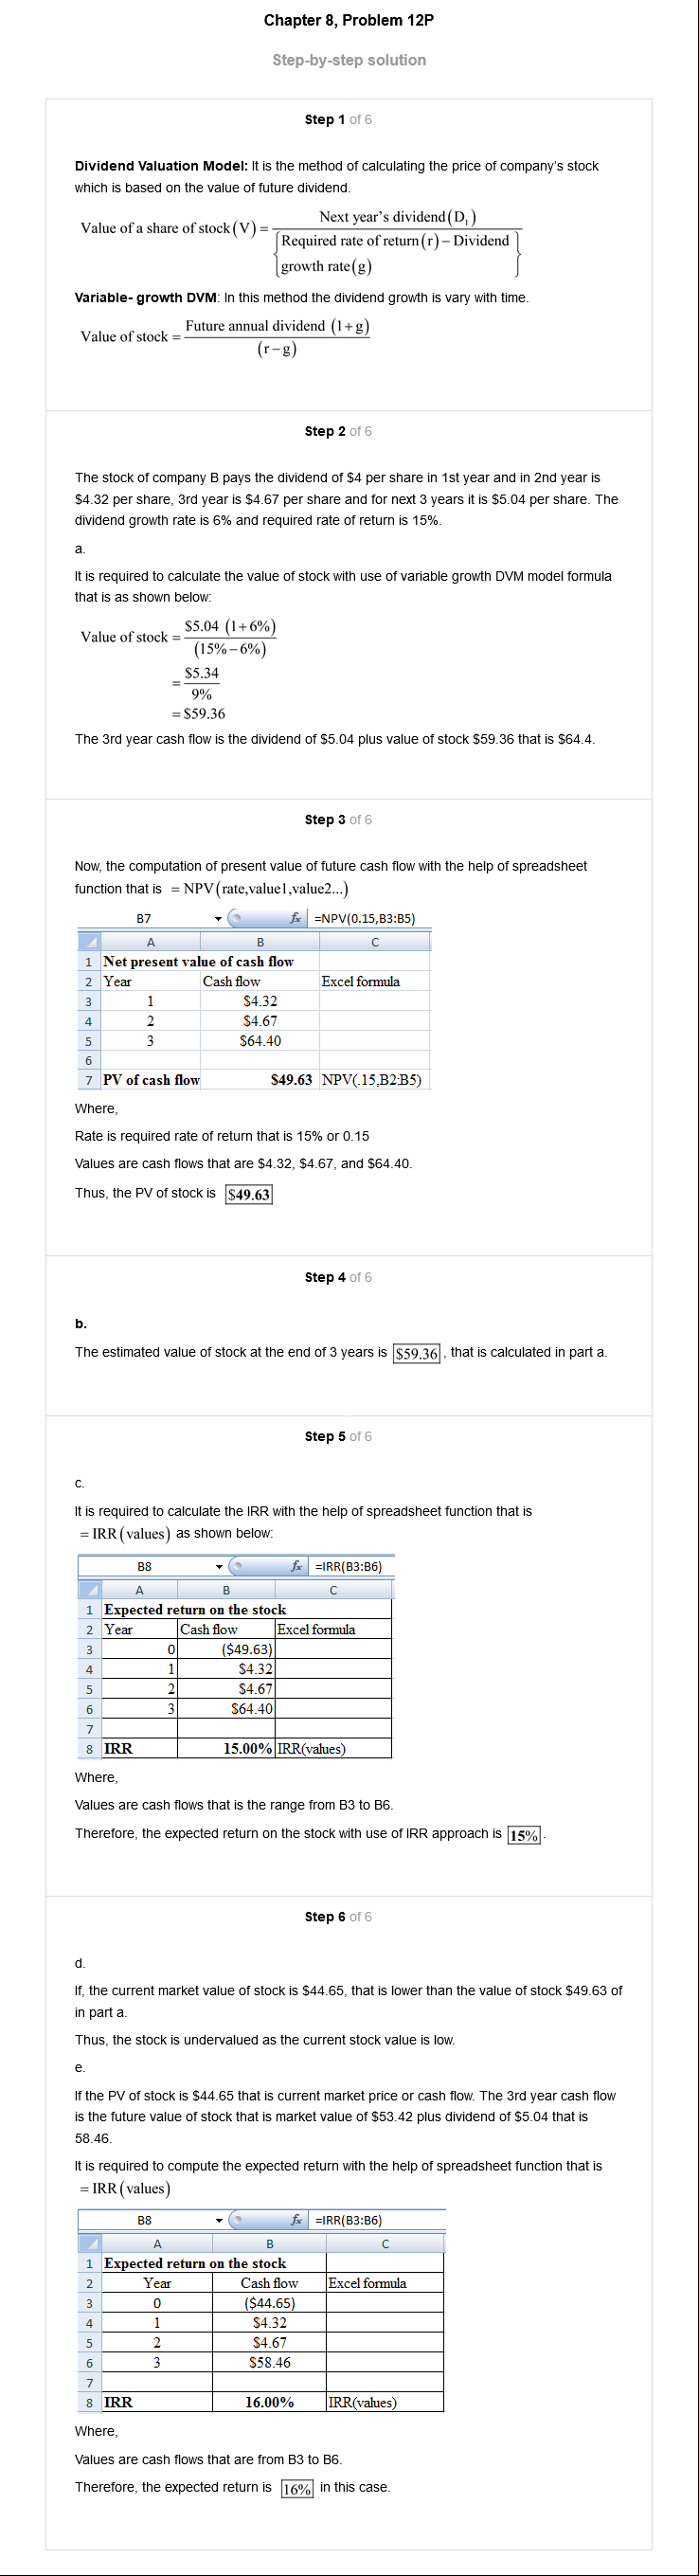 Chapter 8, Problem 12P
Step-by-step solution
Step 1 of 6
Dividend Valuation Model: It is the method of calculating the price of company's stock
which is based on the value of future dividend.
Value of a share of stock(V) = Next year's dividend(D₁) / {Required rate of return(r) – Dividend
growth rate(g)}
Variable- growth DVM: In this method the dividend growth is vary with time.
Value of stock = Future annual dividend (1+g) / (r–g)
Step 2 of 6
The stock of company B pays the dividend of $4 per share in 1st year and in 2nd year is
$4.32 per share, 3rd year is $4.67 per share and for next 3 years it is $5.04 per share. The
dividend growth rate is 6% and required rate of return is 15%.
a.
It is required to calculate the value of stock with use of variable growth DVM model formula
that is as shown below:
Value of stock = $5.04 (1+6%) / (15%–6%)
= $5.34 / 9%
= $59.36
The 3rd year cash flow is the dividend of $5.04 plus value of stock $59.36 that is $64.4.
Step 3 of 6
Now, the computation of present value of future cash flow with the help of spreadsheet
function that is = NPV(rate,value1,value2...)
B7 fx =NPV(0.15,B3:B5)
A B C
1 Net present value of cash flow
2 Year Cash flow Excel formula
3 1 $4.32
4 2 $4.67
5 3 $64.40
6
7 PV of cash flow $49.63 NPV(.15,B2:B5)
Where,
Rate is required rate of return that is 15% or 0.15
Values are cash flows that are $4.32, $4.67, and $64.40.
Thus, the PV of stock is $49.63
Step 4 of 6
b.
The estimated value of stock at the end of 3 years is $59.36, that is calculated in part a.
Step 5 of 6
c.
It is required to calculate the IRR with the help of spreadsheet function that is
= IRR(values) as shown below:
B8 fx =IRR(B3:B6)
A B C
1 Expected return on the stock
2 Year Cash flow Excel formula
3 0 ($49.63)
4 1 $4.32
5 2 $4.67
6 3 $64.40
7
8 IRR 15.00% IRR(values)
Where,
Values are cash flows that is the range from B3 to B6.
Therefore, the expected return on the stock with use of IRR approach is 15%.
Step 6 of 6
d.
If, the current market value of stock is $44.65, that is lower than the value of stock $49.63 of
in part a.
Thus, the stock is undervalued as the current stock value is low.
e.
If the PV of stock is $44.65 that is current market price or cash flow. The 3rd year cash flow
is the future value of stock that is market value of $53.42 plus dividend of $5.04 that is
58.46.
It is required to compute the expected return with the help of spreadsheet function that is
= IRR(values)
B8 fx =IRR(B3:B6)
A B C
1 Expected return on the stock
2 Year Cash flow Excel formula
3 0 ($44.65)
4 1 $4.32
5 2 $4.67
6 3 $58.46
7
8 IRR 16.00% IRR(values)
Where,
Values are cash flows that are from B3 to B6.
Therefore, the expected return is 16% in this case.